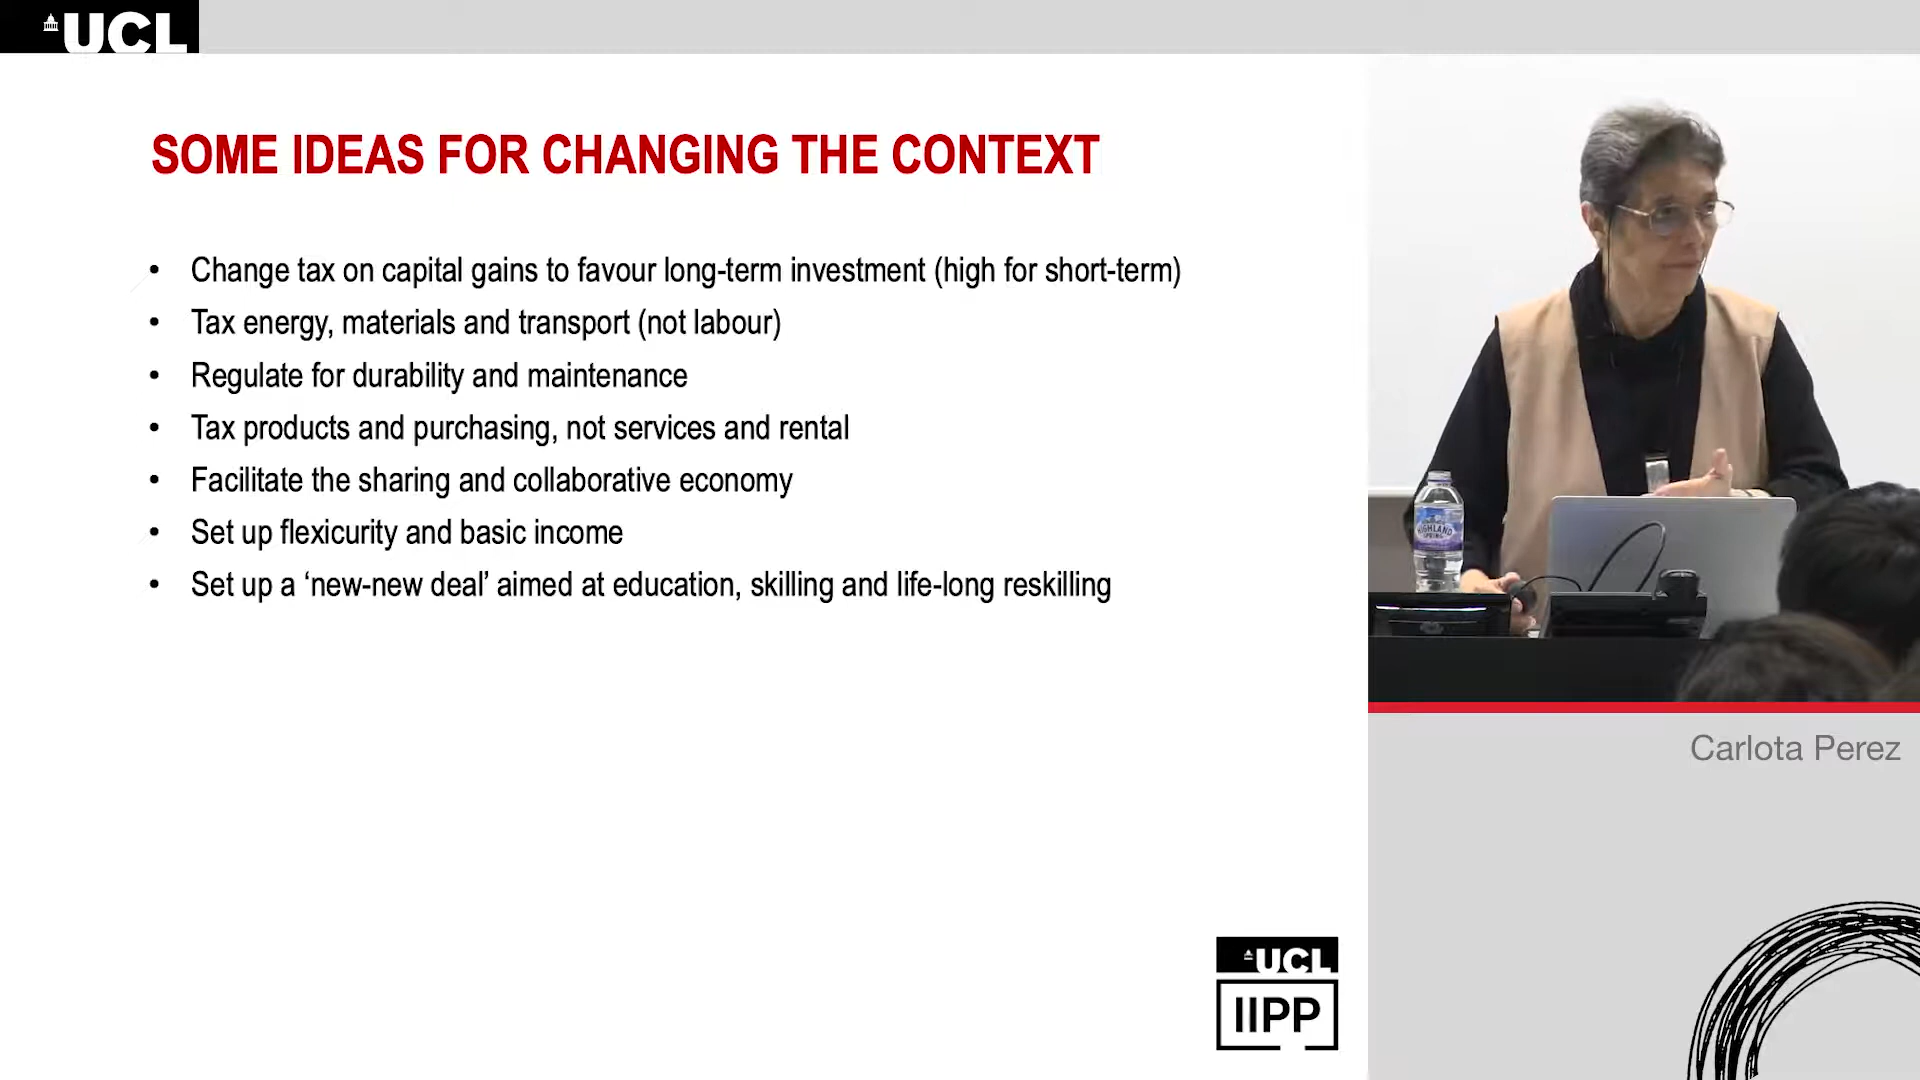 UCL
SOME IDEAS FOR CHANGING THE CONTEXT
• Change tax on capital gains to favour long-term investment (high for short-term)
• Tax energy, materials and transport (not labour)
• Regulate for durability and maintenance
• Tax products and purchasing, not services and rental
• Facilitate the sharing and collaborative economy
• Set up flexicurity and basic income
• Set up a ‘new-new deal’ aimed at education, skilling and life-long reskilling
HIGHLAND
SPRING
Carlota Perez
UCL
IIPP